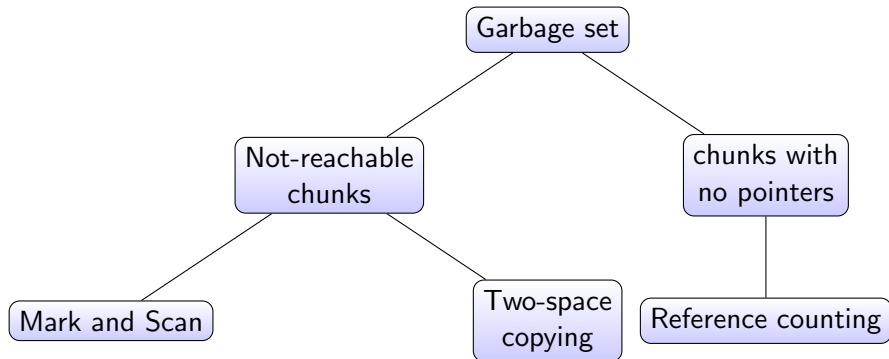 Garbage set
Not-reachable
chunks
chunks with
no pointers
Mark and Scan
Two-space
copying
Reference counting